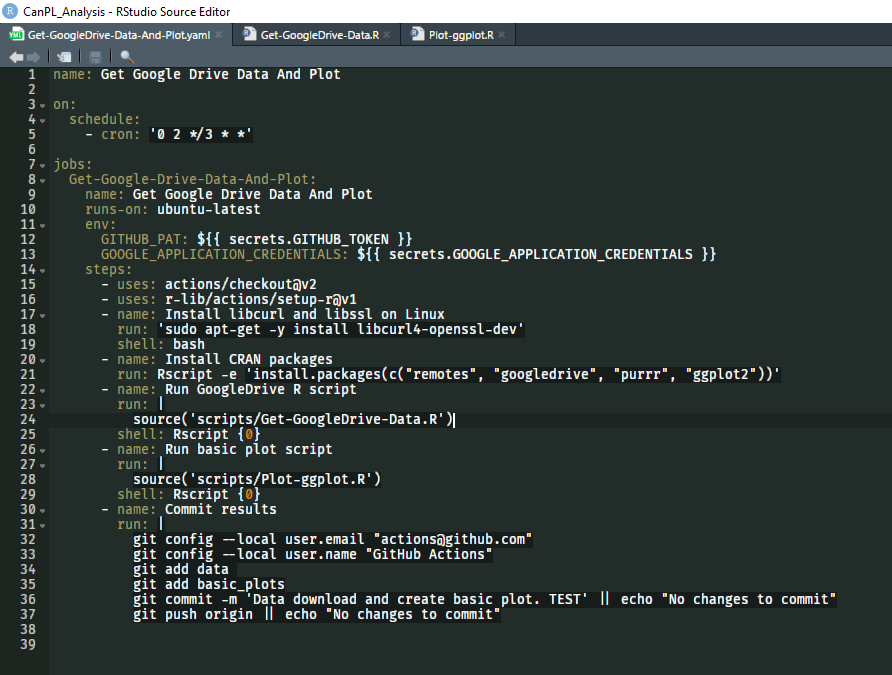 CanPL_Analysis - RStudio Source Editor
Get-GoogleDrive-Data-And-Plot.yaml × Get-GoogleDrive-Data.R × Plot-ggplot.R ×
1 name: Get Google Drive Data And Plot
2
3 on:
4 schedule:
5 - cron: '0 2 */3 * *'
6
7 jobs:
8 Get-Google-Drive-Data-And-Plot:
9 name: Get Google Drive Data And Plot
10 runs-on: ubuntu-latest
11 env:
12 GITHUB_PAT: ${{ secrets.GITHUB_TOKEN }}
13 GOOGLE_APPLICATION_CREDENTIALS: ${{ secrets.GOOGLE_APPLICATION_CREDENTIALS }}
14 steps:
15 - uses: actions/checkout@v2
16 - uses: r-lib/actions/setup-r@v1
17 - name: Install libcurl and libssl on Linux
18 run: 'sudo apt-get -y install libcurl4-openssl-dev'
19 shell: bash
20 - name: Install CRAN packages
21 run: Rscript -e 'install.packages(c("remotes", "googledrive", "purrr", "ggplot2"))'
22 - name: Run GoogleDrive R script
23 run: |
24 source('scripts/Get-GoogleDrive-Data.R')
25 shell: Rscript {0}
26 - name: Run basic plot script
27 run: |
28 source('scripts/Plot-ggplot.R')
29 shell: Rscript {0}
30 - name: Commit results
31 run: |
32 git config --local user.email "actions@github.com"
33 git config --local user.name "GitHub Actions"
34 git add data
35 git add basic_plots
36 git commit -m 'Data download and create basic plot. TEST' || echo "No changes to commit"
37 git push origin || echo "No changes to commit"
38
39